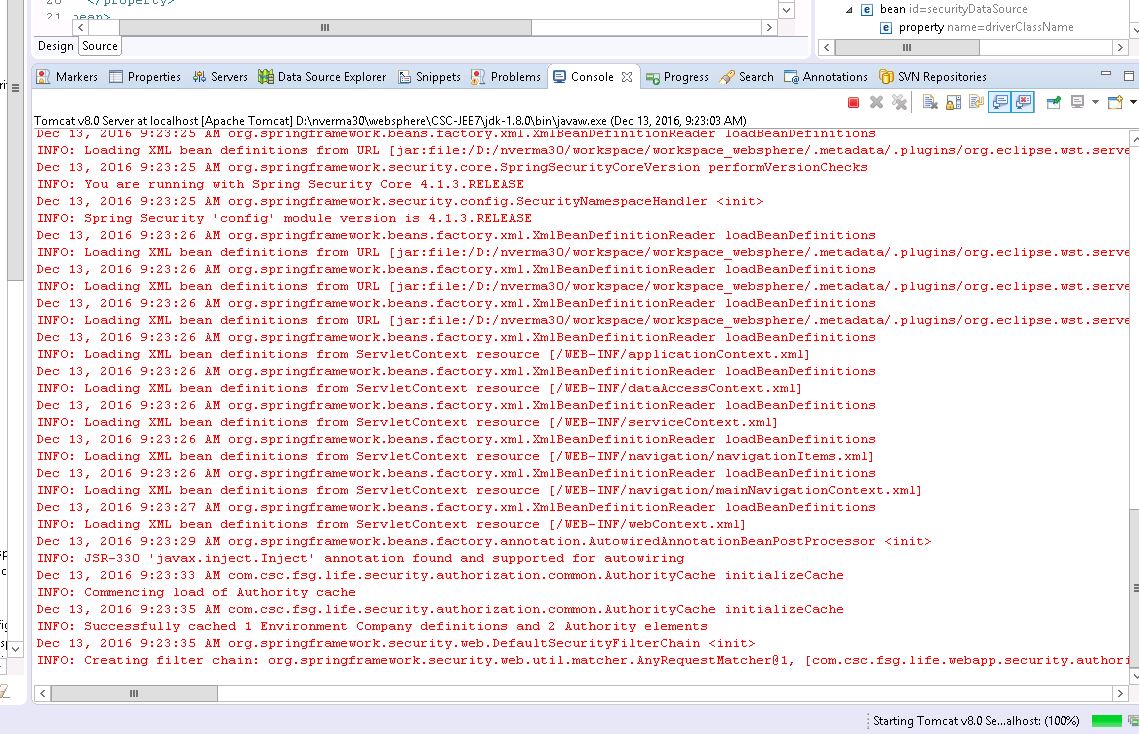 </property>
21 bean>
bean id=securityDataSource
property name=driverClassName
Design Source
Markers Properties Servers Data Source Explorer Snippets Problems Console Progress Search Annotations SVN Repositories
Tomcat v8.0 Server at localhost [Apache Tomcat] D:\nverma30\websphere\CSC-JEE7\jdk-1.8.0\bin\javaw.exe (Dec 13, 2016, 9:23:03 AM)
Dec 13, 2016 9:23:25 AM org.springframework.beans.factory.xml.XmlBeanDefinitionReader loadBeanDefinitions
INFO: Loading XML bean definitions from URL [jar:file:/D:/nverma30/workspace/workspace_websphere/.metadata/.plugins/org.eclipse.wst.serve
Dec 13, 2016 9:23:25 AM org.springframework.security.core.SpringSecurityCoreVersion performVersionChecks
INFO: You are running with Spring Security Core 4.1.3.RELEASE
Dec 13, 2016 9:23:25 AM org.springframework.security.config.SecurityNamespaceHandler <init>
INFO: Spring Security 'config' module version is 4.1.3.RELEASE
Dec 13, 2016 9:23:26 AM org.springframework.beans.factory.xml.XmlBeanDefinitionReader loadBeanDefinitions
INFO: Loading XML bean definitions from URL [jar:file:/D:/nverma30/workspace/workspace_websphere/.metadata/.plugins/org.eclipse.wst.serve
Dec 13, 2016 9:23:26 AM org.springframework.beans.factory.xml.XmlBeanDefinitionReader loadBeanDefinitions
INFO: Loading XML bean definitions from URL [jar:file:/D:/nverma30/workspace/workspace_websphere/.metadata/.plugins/org.eclipse.wst.serve
Dec 13, 2016 9:23:26 AM org.springframework.beans.factory.xml.XmlBeanDefinitionReader loadBeanDefinitions
INFO: Loading XML bean definitions from URL [jar:file:/D:/nverma30/workspace/workspace_websphere/.metadata/.plugins/org.eclipse.wst.serve
Dec 13, 2016 9:23:26 AM org.springframework.beans.factory.xml.XmlBeanDefinitionReader loadBeanDefinitions
INFO: Loading XML bean definitions from ServletContext resource [/WEB-INF/applicationContext.xml]
Dec 13, 2016 9:23:26 AM org.springframework.beans.factory.xml.XmlBeanDefinitionReader loadBeanDefinitions
INFO: Loading XML bean definitions from ServletContext resource [/WEB-INF/dataAccessContext.xml]
Dec 13, 2016 9:23:26 AM org.springframework.beans.factory.xml.XmlBeanDefinitionReader loadBeanDefinitions
INFO: Loading XML bean definitions from ServletContext resource [/WEB-INF/serviceContext.xml]
Dec 13, 2016 9:23:26 AM org.springframework.beans.factory.xml.XmlBeanDefinitionReader loadBeanDefinitions
INFO: Loading XML bean definitions from ServletContext resource [/WEB-INF/navigation/navigationItems.xml]
Dec 13, 2016 9:23:26 AM org.springframework.beans.factory.xml.XmlBeanDefinitionReader loadBeanDefinitions
INFO: Loading XML bean definitions from ServletContext resource [/WEB-INF/navigation/mainNavigationContext.xml]
Dec 13, 2016 9:23:27 AM org.springframework.beans.factory.xml.XmlBeanDefinitionReader loadBeanDefinitions
INFO: Loading XML bean definitions from ServletContext resource [/WEB-INF/webContext.xml]
Dec 13, 2016 9:23:29 AM org.springframework.beans.factory.annotation.AutowiredAnnotationBeanPostProcessor <init>
INFO: JSR-330 'javax.inject.Inject' annotation found and supported for autowiring
Dec 13, 2016 9:23:33 AM com.csc.fsg.life.security.authorization.common.AuthorityCache initializeCache
INFO: Commencing load of Authority cache
Dec 13, 2016 9:23:35 AM com.csc.fsg.life.security.authorization.common.AuthorityCache initializeCache
INFO: Successfully cached 1 Environment Company definitions and 2 Authority elements
Dec 13, 2016 9:23:35 AM org.springframework.security.web.DefaultSecurityFilterChain <init>
INFO: Creating filter chain: org.springframework.security.web.util.matcher.AnyRequestMatcher@1, [com.csc.fsg.life.webapp.security.authori
Starting Tomcat v8.0 Se...alhost: (100%)